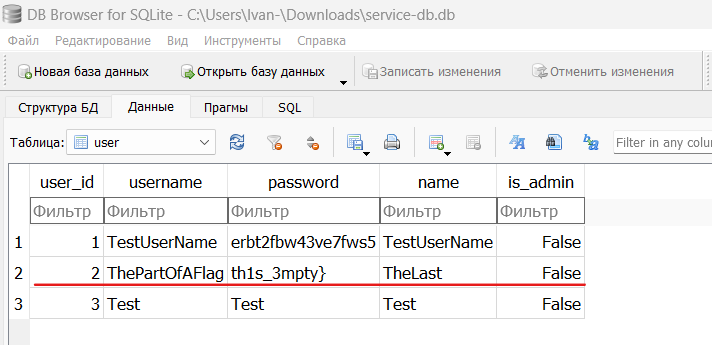 DB Browser for SQLite - C:\Users\Ivan-\Downloads\service-db.db
Файл Редактирование Вид Инструменты Справка
Новая база данных Открыть базу данных Записать изменения Отменить изменения
Структура БД Данные Прагмы SQL
Таблица: user Filter in any colu
user_id username password name is_admin
Фильтр Фильтр Фильтр Фильтр Фильтр
1 1 TestUserName erbt2fbw43ve7fws5 TestUserName False
2 2 ThePartOfAFlag th1s_3mpty} TheLast False
3 3 Test Test Test False